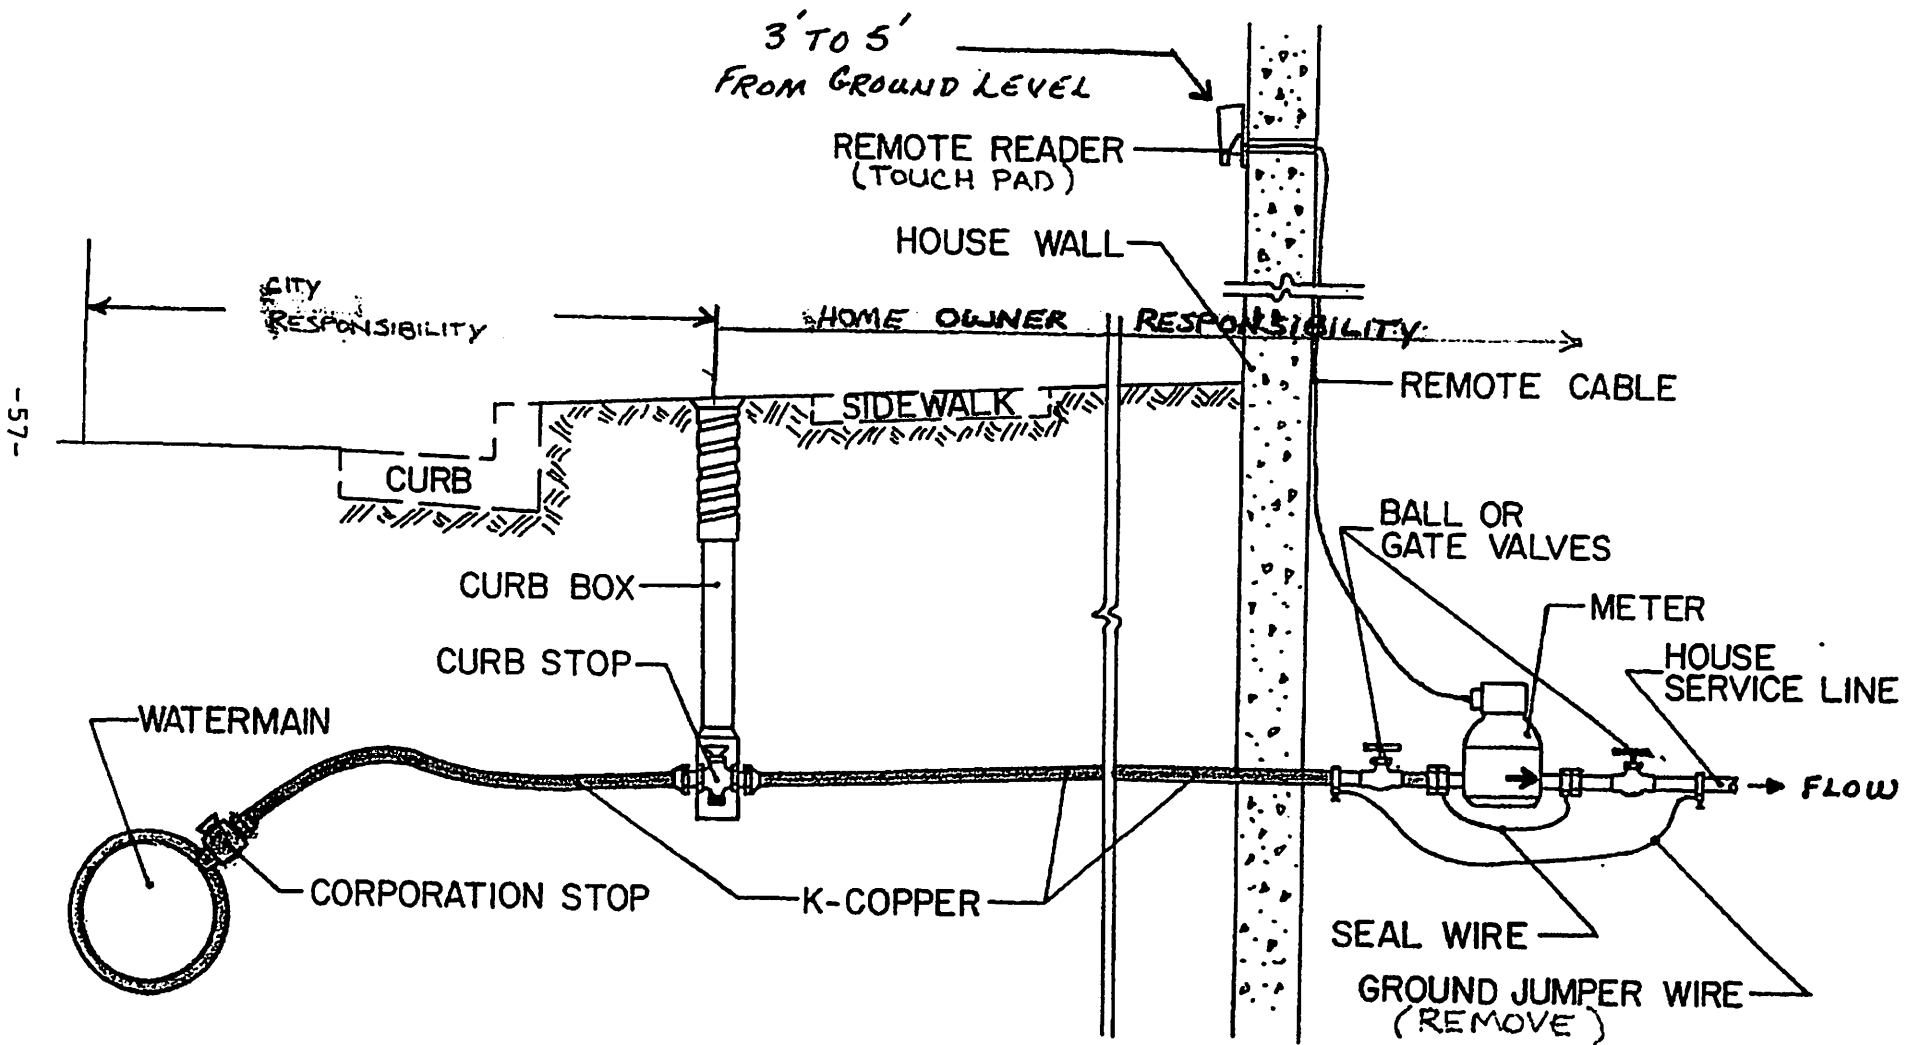 3' TO 5'
FROM GROUND LEVEL
REMOTE READER
(TOUCH PAD)
HOUSE WALL
CITY
RESPONSIBILITY
HOME OWNER RESPONSIBILITY
REMOTE CABLE
SIDEWALK
-57-
CURB
BALL OR
GATE VALVES
CURB BOX
METER
CURB STOP
HOUSE
SERVICE LINE
WATERMAIN
FLOW
CORPORATION STOP
K-COPPER
SEAL WIRE
GROUND JUMPER WIRE
(REMOVE)